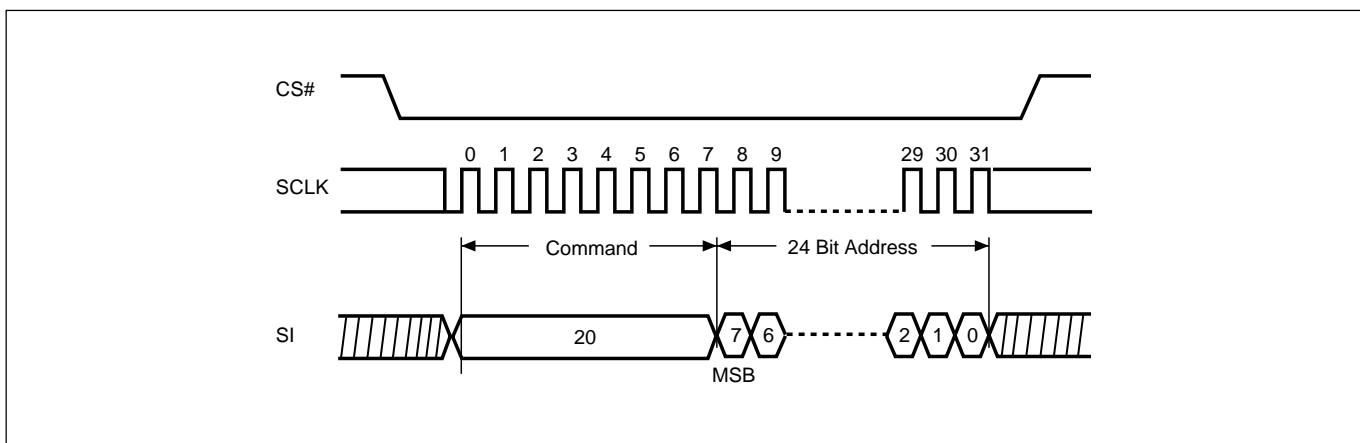 CS#
0 1 2 3 4 5 6 7 8 9 29 30 31
SCLK
Command 24 Bit Address
SI 20 7 6 2 1 0
MSB